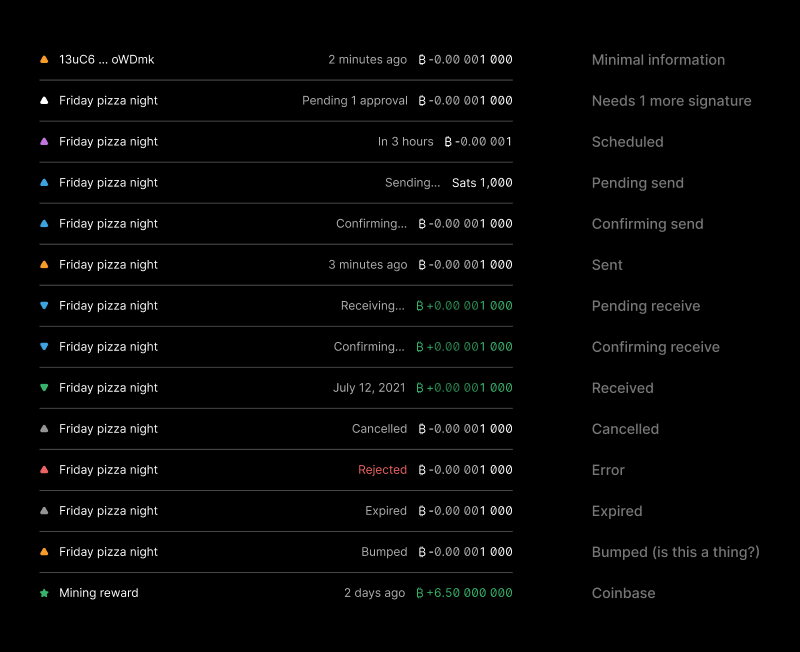 13uC6 ... oWDmk 2 minutes ago ₿ -0.00 001 000 Minimal information
Friday pizza night Pending 1 approval ₿ -0.00 001 000 Needs 1 more signature
Friday pizza night In 3 hours ₿ -0.00 001 Scheduled
Friday pizza night Sending... Sats 1,000 Pending send
Friday pizza night Confirming... ₿ -0.00 001 000 Confirming send
Friday pizza night 3 minutes ago ₿ -0.00 001 000 Sent
Friday pizza night Receiving... ₿ +0.00 001 000 Pending receive
Friday pizza night Confirming... ₿ +0.00 001 000 Confirming receive
Friday pizza night July 12, 2021 ₿ +0.00 001 000 Received
Friday pizza night Cancelled ₿ -0.00 001 000 Cancelled
Friday pizza night Rejected ₿ -0.00 001 000 Error
Friday pizza night Expired ₿ -0.00 001 000 Expired
Friday pizza night Bumped ₿ -0.00 001 000 Bumped (is this a thing?)
Mining reward 2 days ago ₿ +6.50 000 000 Coinbase